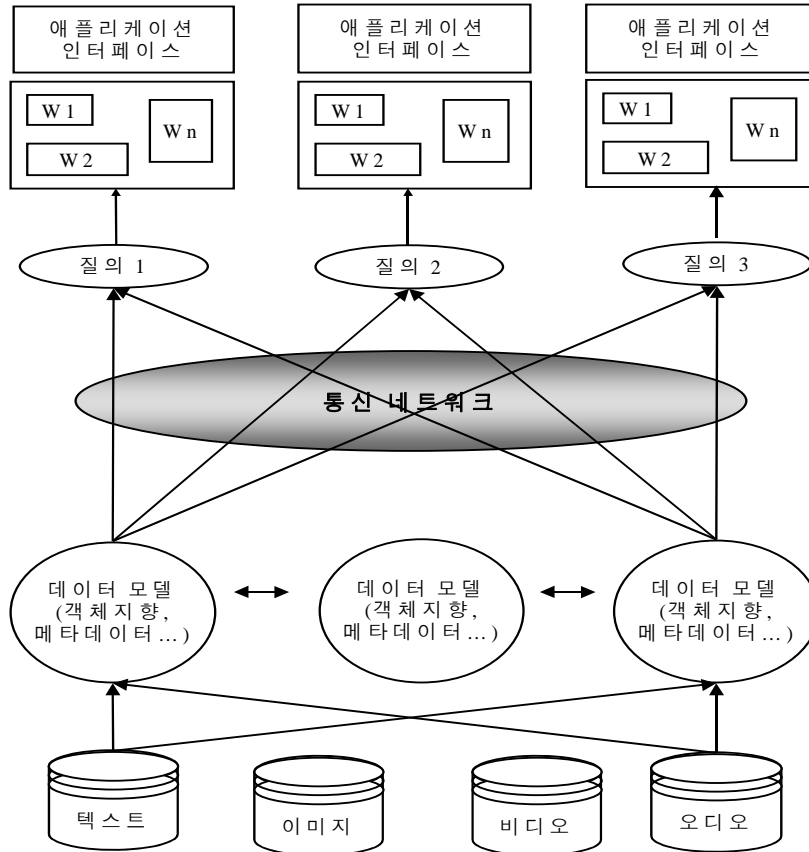 애플리케이션
인터페이스
애플리케이션
인터페이스
애플리케이션
인터페이스
W1
W2
Wn
W1
W2
Wn
W1
W2
Wn
질의 1
질의 2
질의 3
통신 네트워크
데이터 모델
(객체지향,
메타데이터...)
데이터 모델
(객체지향,
메타데이터...)
데이터 모델
(객체지향,
메타데이터...)
텍스트
이미지
비디오
오디오